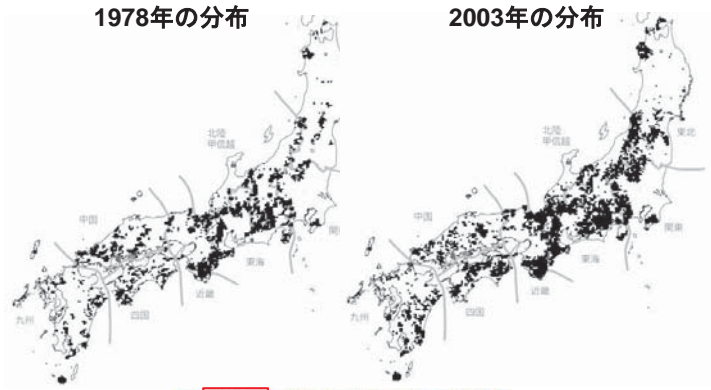 1978年の分布
北陸
甲信越
中国
東海
近畿
四国
九州
2003年の分布
東北
北陸
甲信越
中国
関東
東海
近畿
四国
九州